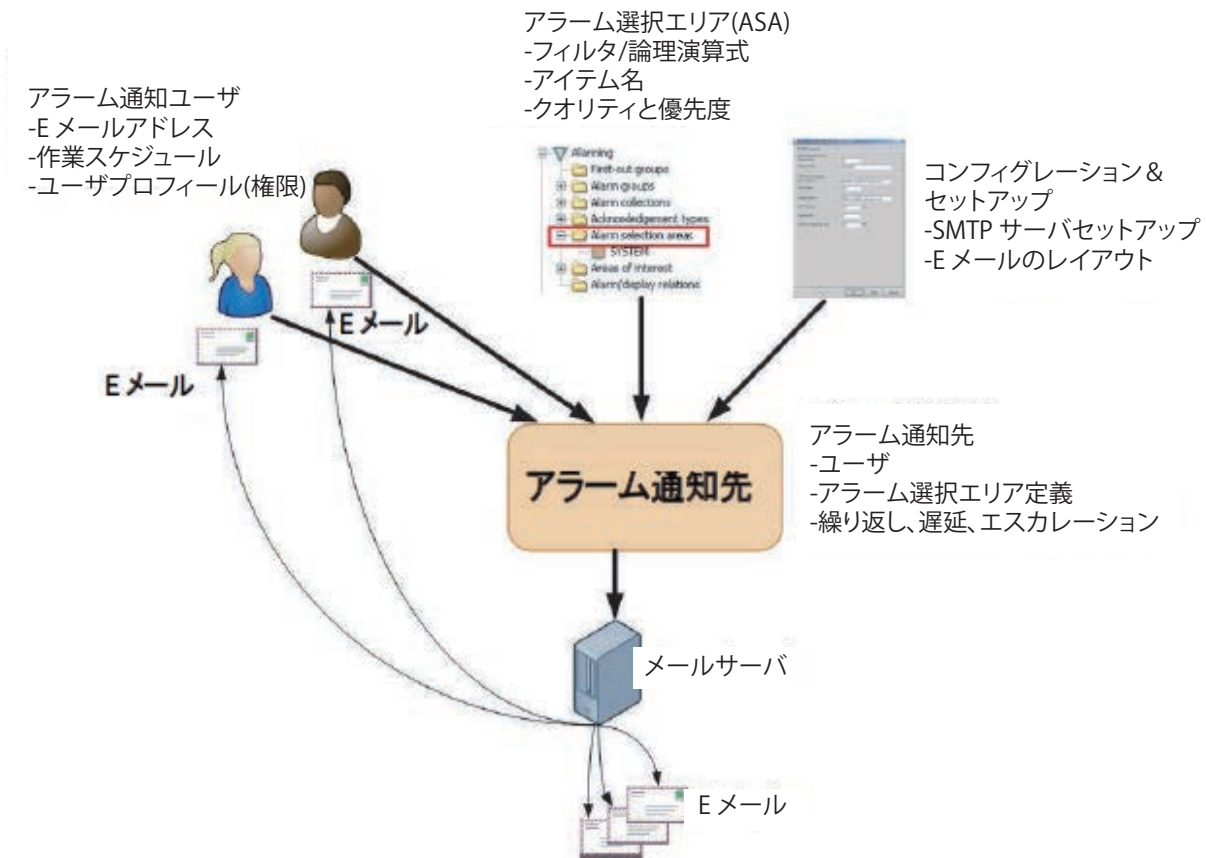 アラーム選択エリア(ASA)
-フィルタ/論理演算式
-アイテム名
-クオリティと優先度
アラーム通知ユーザ
-E メールアドレス
-作業スケジュール
-ユーザプロフィール(権限)
Alarming
First-out groups
Alarm groups
Alarm collections
Acknowledgement types
Alarm selection areas
SYSTEM
Areas of interest
Alarm/display relations
コンフィグレーション &
セットアップ
-SMTP サーバセットアップ
-E メールのレイアウト
E メール
E メール
アラーム通知先
アラーム通知先
-ユーザ
-アラーム選択エリア定義
-繰り返し、遅延、エスカレーション
メールサーバ
E メール